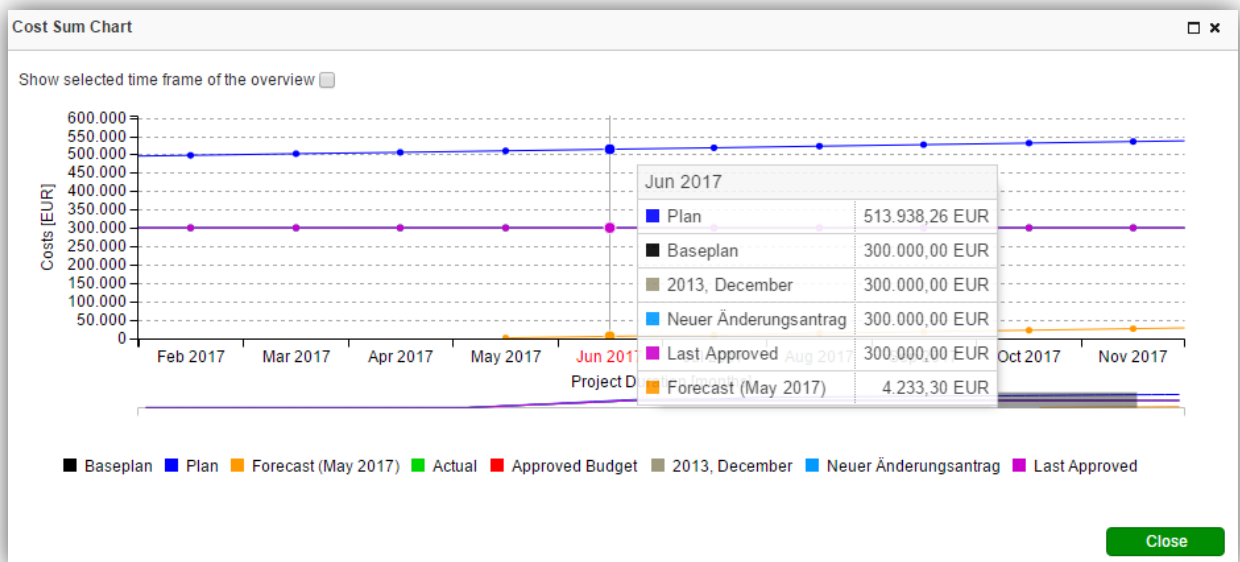 Cost Sum Chart
Show selected time frame of the overview
600.000
550.000
500.000
450.000
400.000
350.000
300.000
250.000
200.000
150.000
100.000
50.000
0
Costs [EUR]
Feb 2017 Mar 2017 Apr 2017 May 2017 Jun 2017 Aug 2017 Oct 2017 Nov 2017
Project Duration [months]
Jun 2017
Plan 513.938,26 EUR
Baseplan 300.000,00 EUR
2013, December 300.000,00 EUR
Neuer Änderungsantrag 300.000,00 EUR
Last Approved 300.000,00 EUR
Forecast (May 2017) 4.233,30 EUR
Baseplan Plan Forecast (May 2017) Actual Approved Budget 2013, December Neuer Änderungsantrag Last Approved
Close